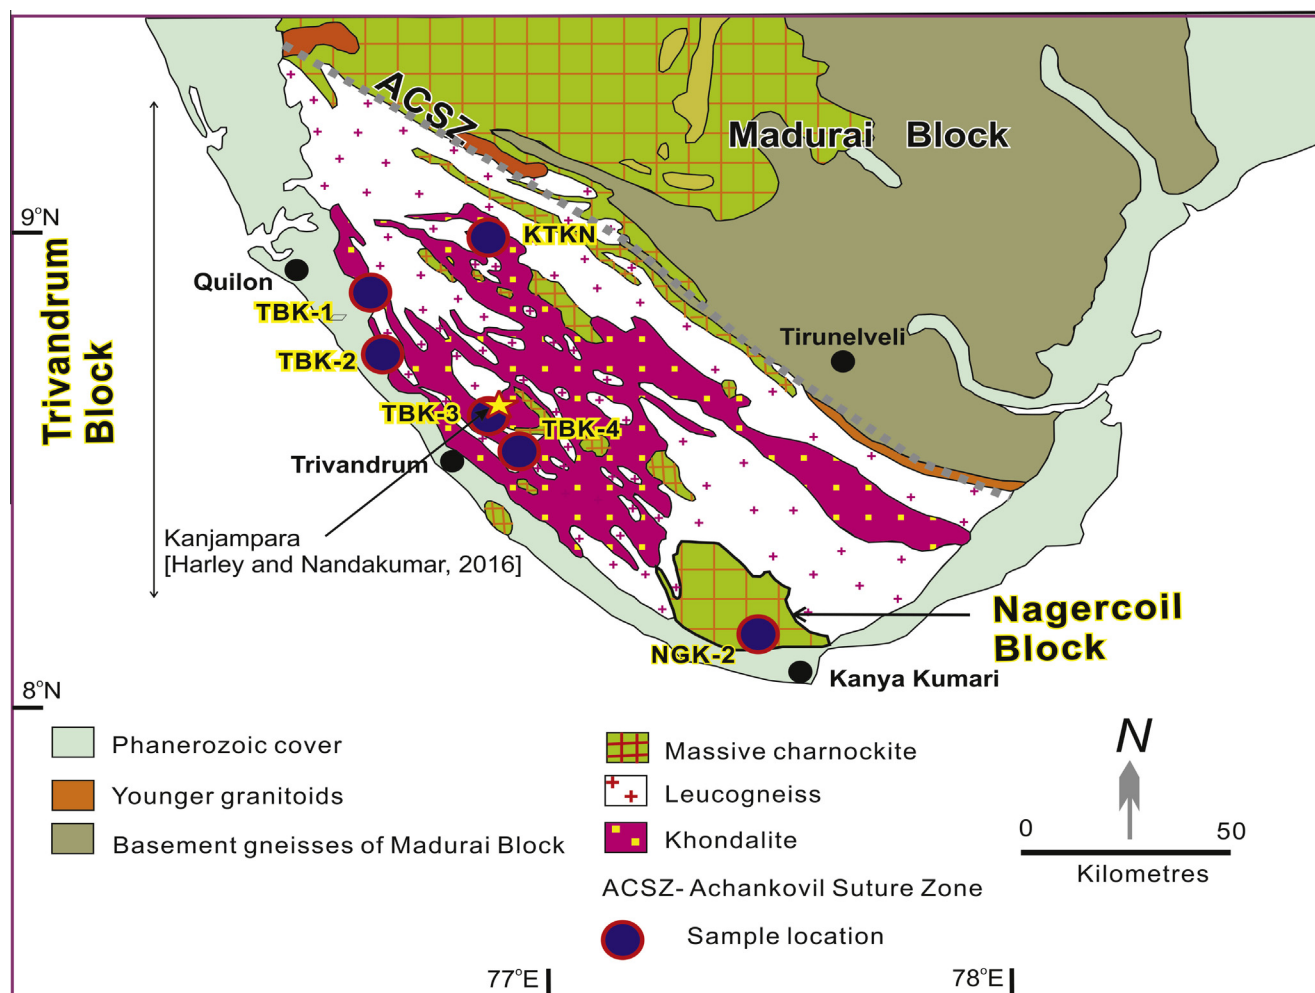 ACSZ
Madurai Block
9°N
KTKN
Trivandrum
Block
Quilon
TBK-1
Tirunelveli
TBK-2
TBK-3
TBK-4
Trivandrum
Kanjampara
[Harley and Nandakumar, 2016]
Nagercoil
Block
NGK-2
Kanya Kumari
8°N
Phanerozoic cover
Younger granitoids
Basement gneisses of Madurai Block
Massive charnockite
Leucogneiss
Khondalite
ACSZ- Achankovil Suture Zone
Sample location
N
0 50
Kilometres
77°E
78°E